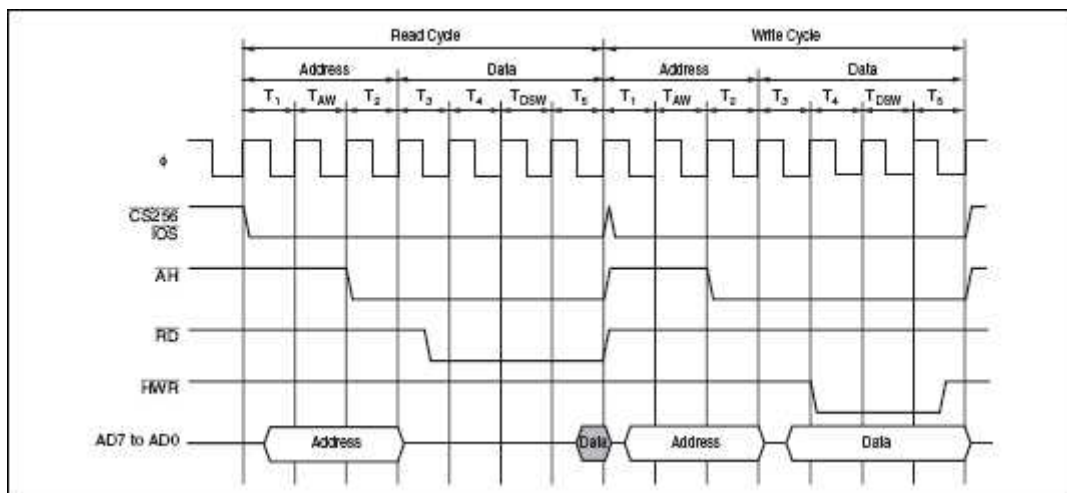 Read Cycle Write Cycle
Address Data Address Data
T1 TAW T2 T3 T4 TDSW T5 T1 TAW T2 T3 T4 TDSW T5
ϕ
CS256
IOS
AH
RD
HWR
AD7 to AD0 Address Data Address Data